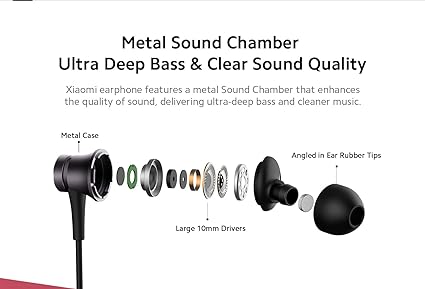 Metal Sound Chamber
Ultra Deep Bass & Clear Sound Quality
Xiaomi earphone features a metal Sound Chamber that enhances
the quality of sound, delivering ultra-deep bass and cleaner music.
Metal Case
Angled in Ear Rubber Tips
Large 10mm Drivers